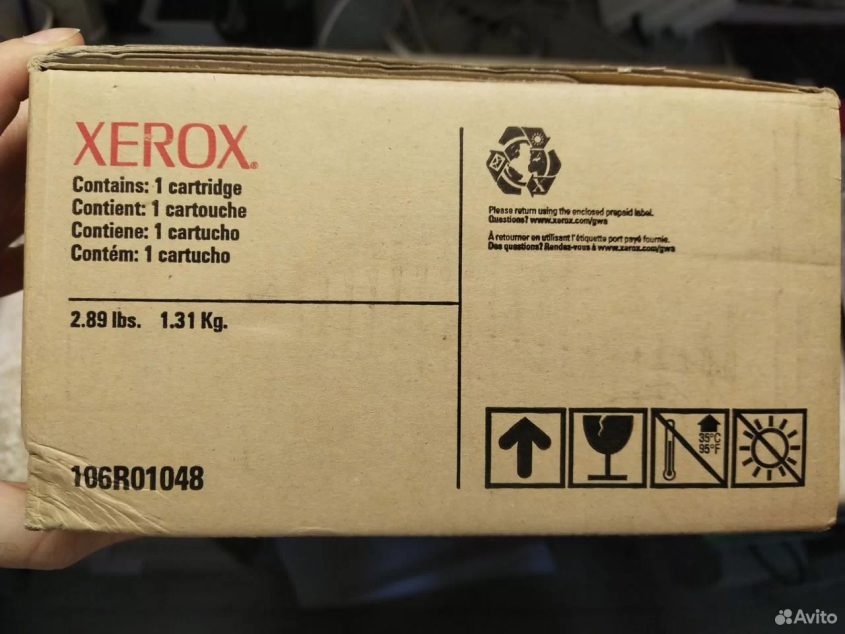 XEROX®
Contains: 1 cartridge
Contient: 1 cartouche
Contiene: 1 cartucho
Contém: 1 cartucho
2.89 lbs. 1.31 Kg.
106R01048
Please return using the enclosed prepaid label.
Questions? www.xerox.com/gwa
À retourner en utilisant l'étiquette port payé fournie.
Des questions? Rendez-vous à www.xerox.com/gwa
35°C
95°F
Avito